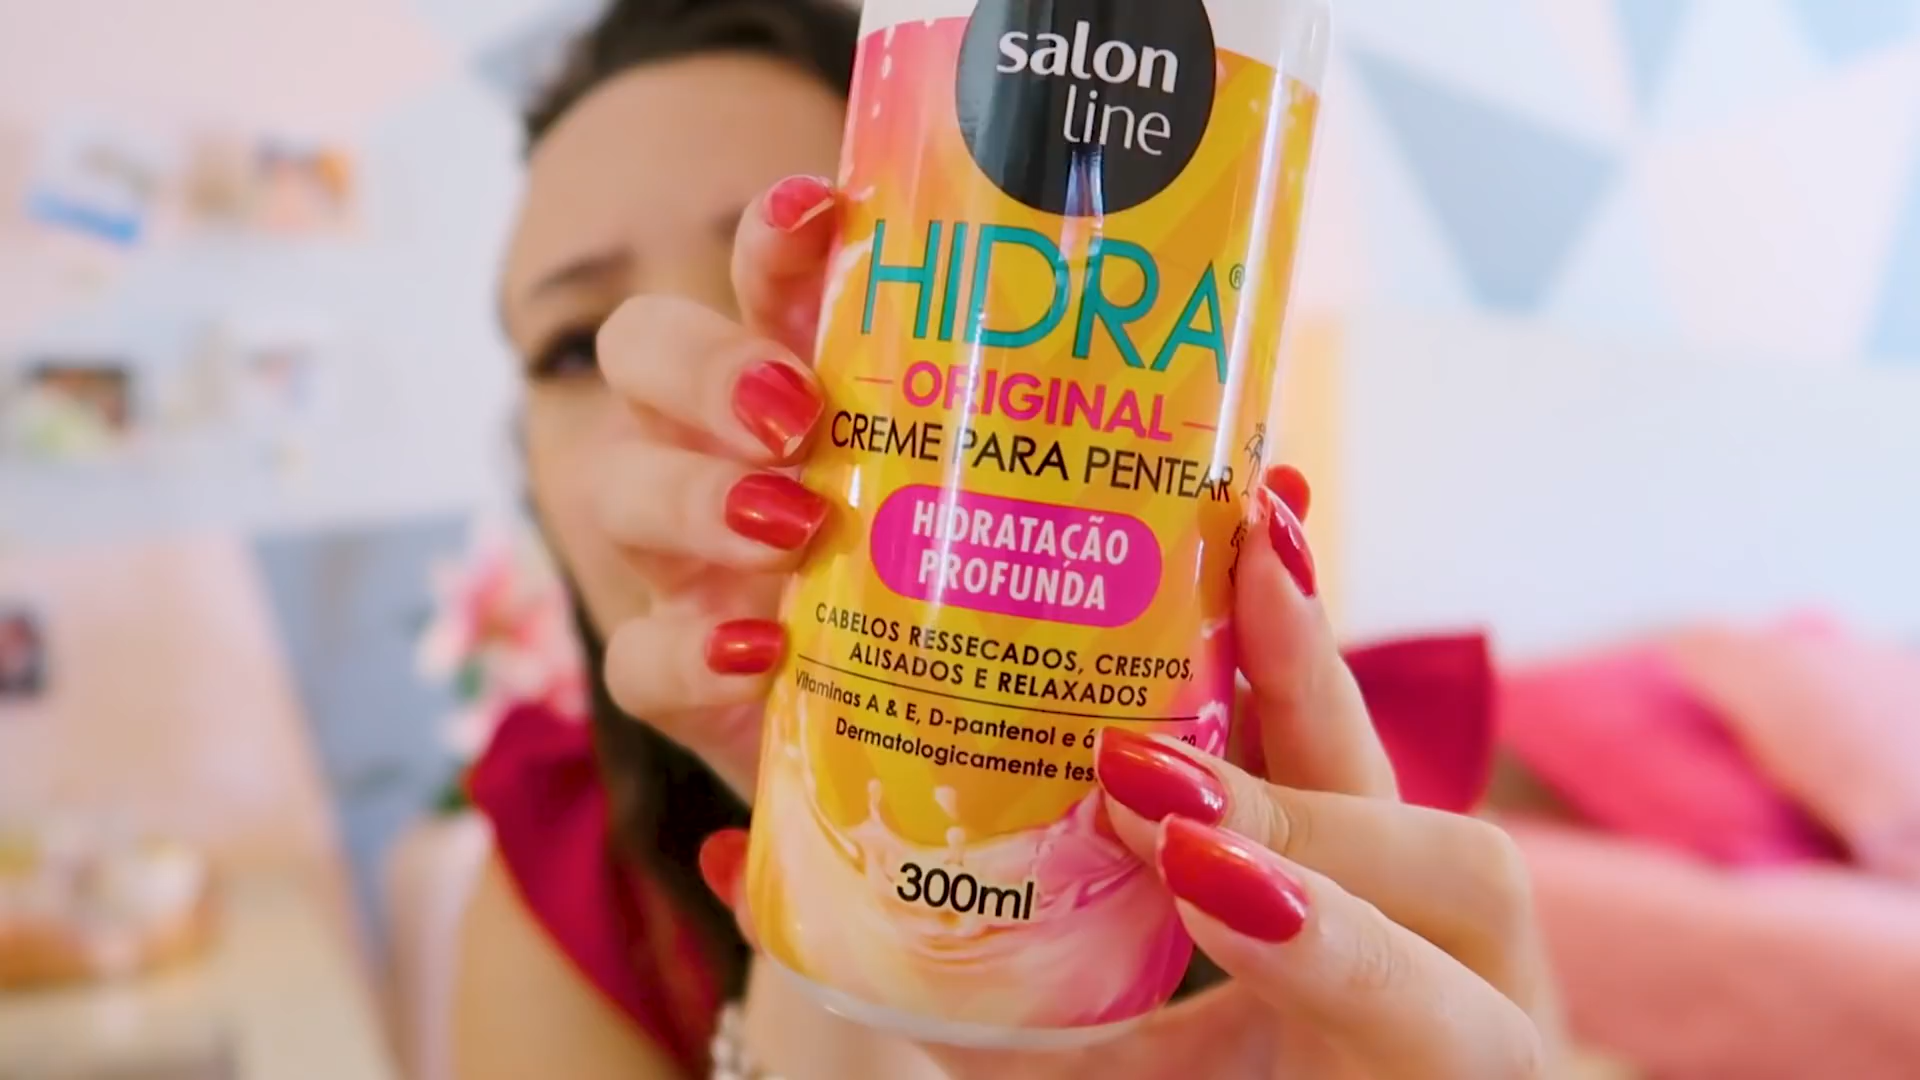 salon
line
HIDRA®
ORIGINAL
CREME PARA PENTEAR
HIDRATAÇÃO
PROFUNDA
CABELOS RESSECADOS, CRESPOS,
ALISADOS E RELAXADOS
Vitaminas A & E, D-pantenol e
Dermatologicamente
300ml